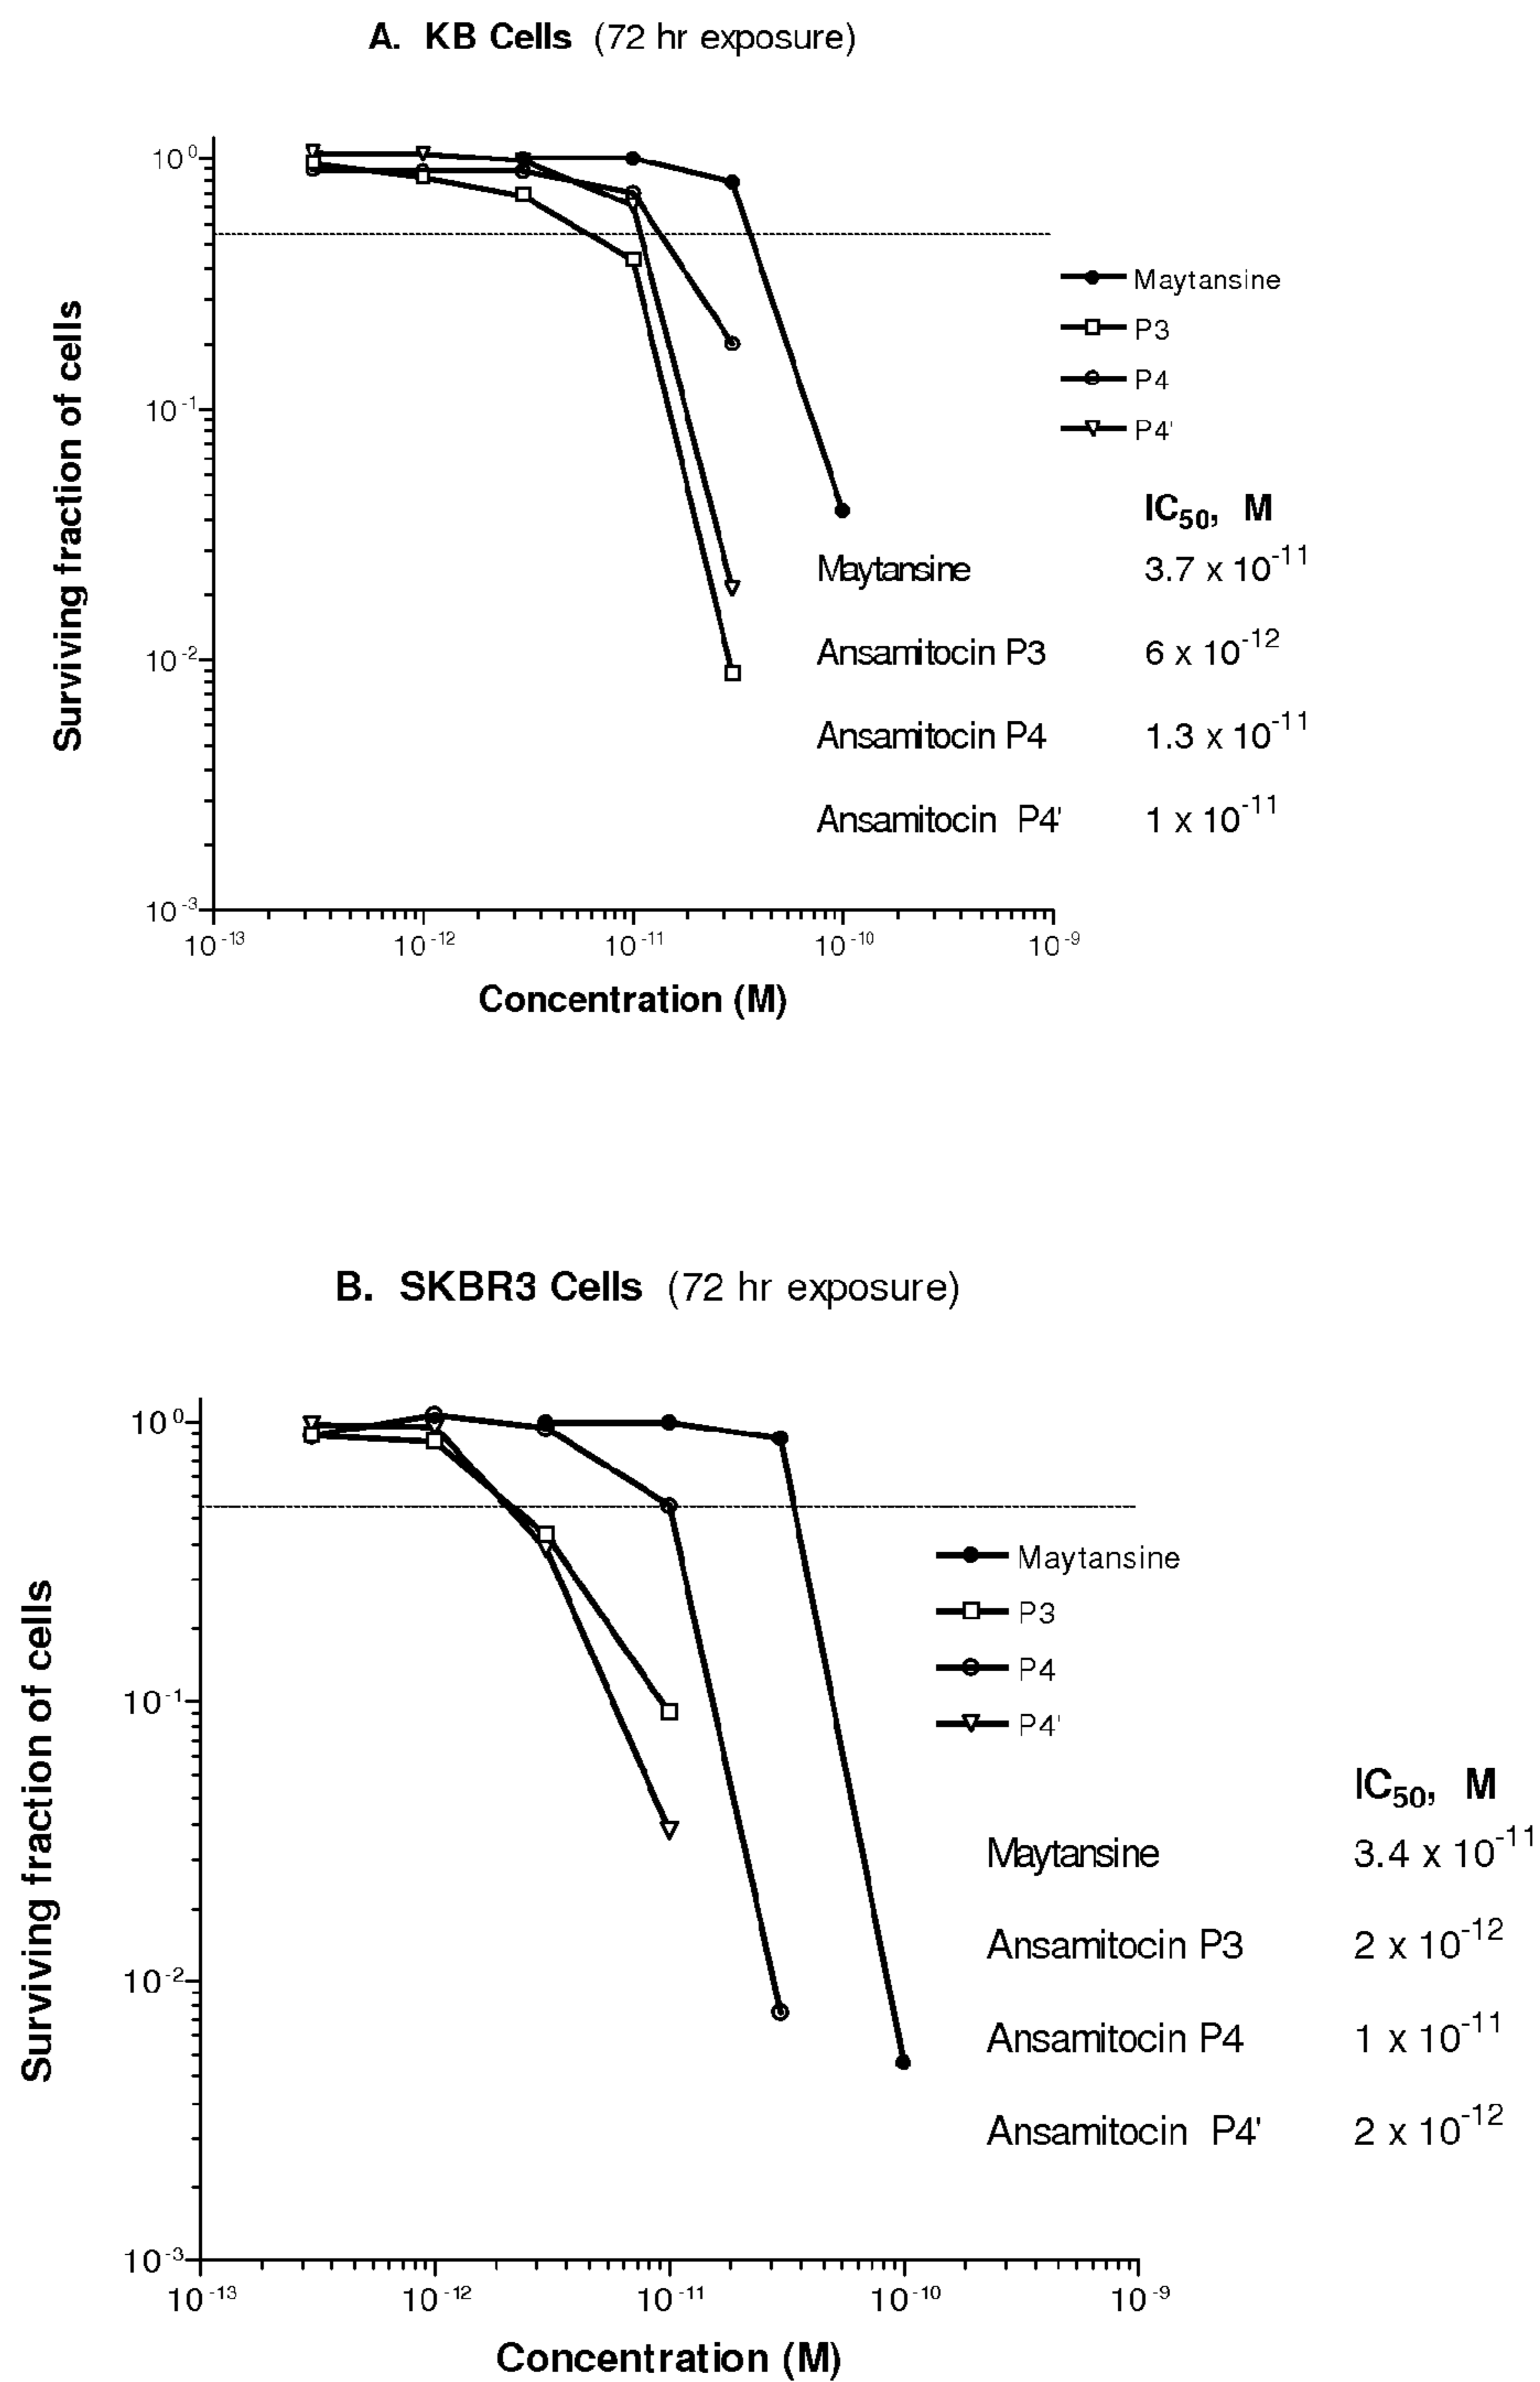 A. KB Cells (72 hr exposure)
10⁰
10⁻¹
10⁻²
10⁻³
Surviving fraction of cells
10⁻¹³ 10⁻¹² 10⁻¹¹ 10⁻¹⁰ 10⁻⁹
Concentration (M)
Maytansine
P3
P4
P4'
IC₅₀, M
Maytansine 3.7 x 10⁻¹¹
Ansamitocin P3 6 x 10⁻¹²
Ansamitocin P4 1.3 x 10⁻¹¹
Ansamitocin P4' 1 x 10⁻¹¹
B. SKBR3 Cells (72 hr exposure)
10⁰
10⁻¹
10⁻²
10⁻³
Surviving fraction of cells
10⁻¹³ 10⁻¹² 10⁻¹¹ 10⁻¹⁰ 10⁻⁹
Concentration (M)
Maytansine
P3
P4
P4'
IC₅₀, M
Maytansine 3.4 x 10⁻¹¹
Ansamitocin P3 2 x 10⁻¹²
Ansamitocin P4 1 x 10⁻¹¹
Ansamitocin P4' 2 x 10⁻¹²